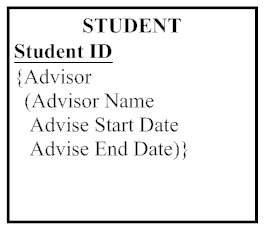 STUDENT
Student ID
{Advisor
(Advisor Name
Advise Start Date
Advise End Date)}